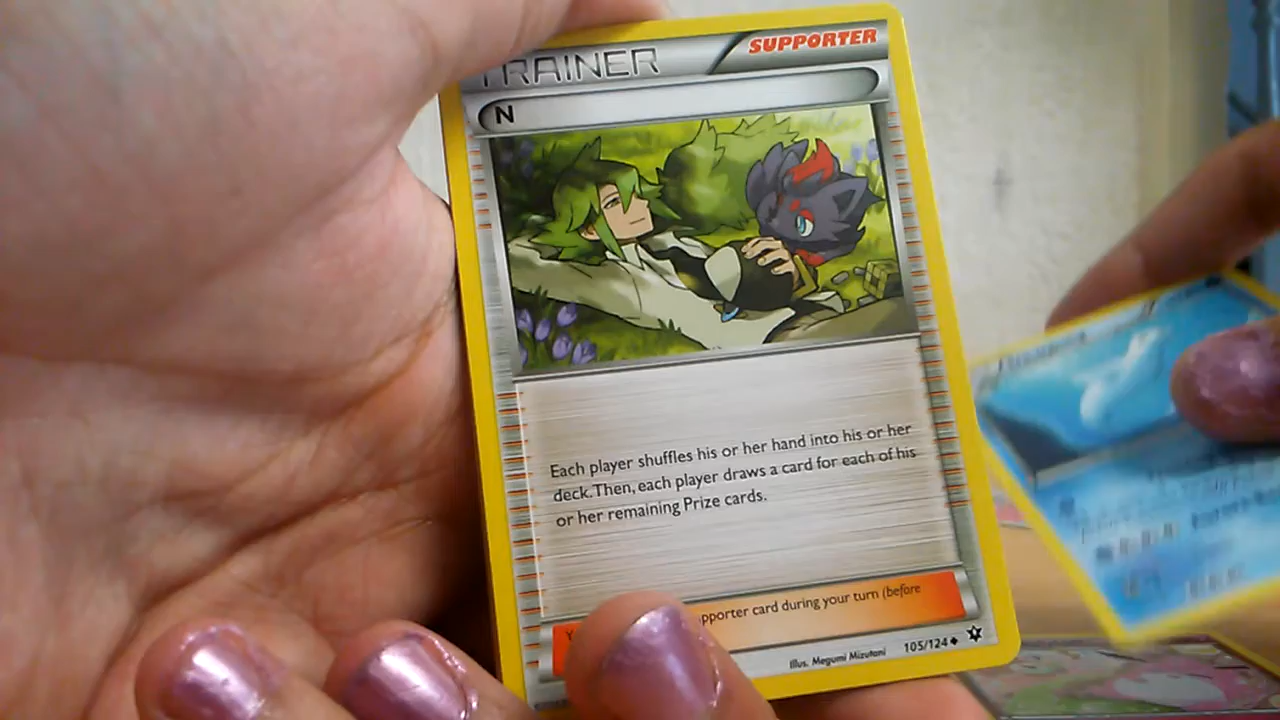 TRAINER
SUPPORTER
N
Each player shuffles his or her hand into his or her
deck. Then, each player draws a card for each of his
or her remaining Prize cards.
pporter card during your turn (before
Illus. Megumi Mizutani
105/124